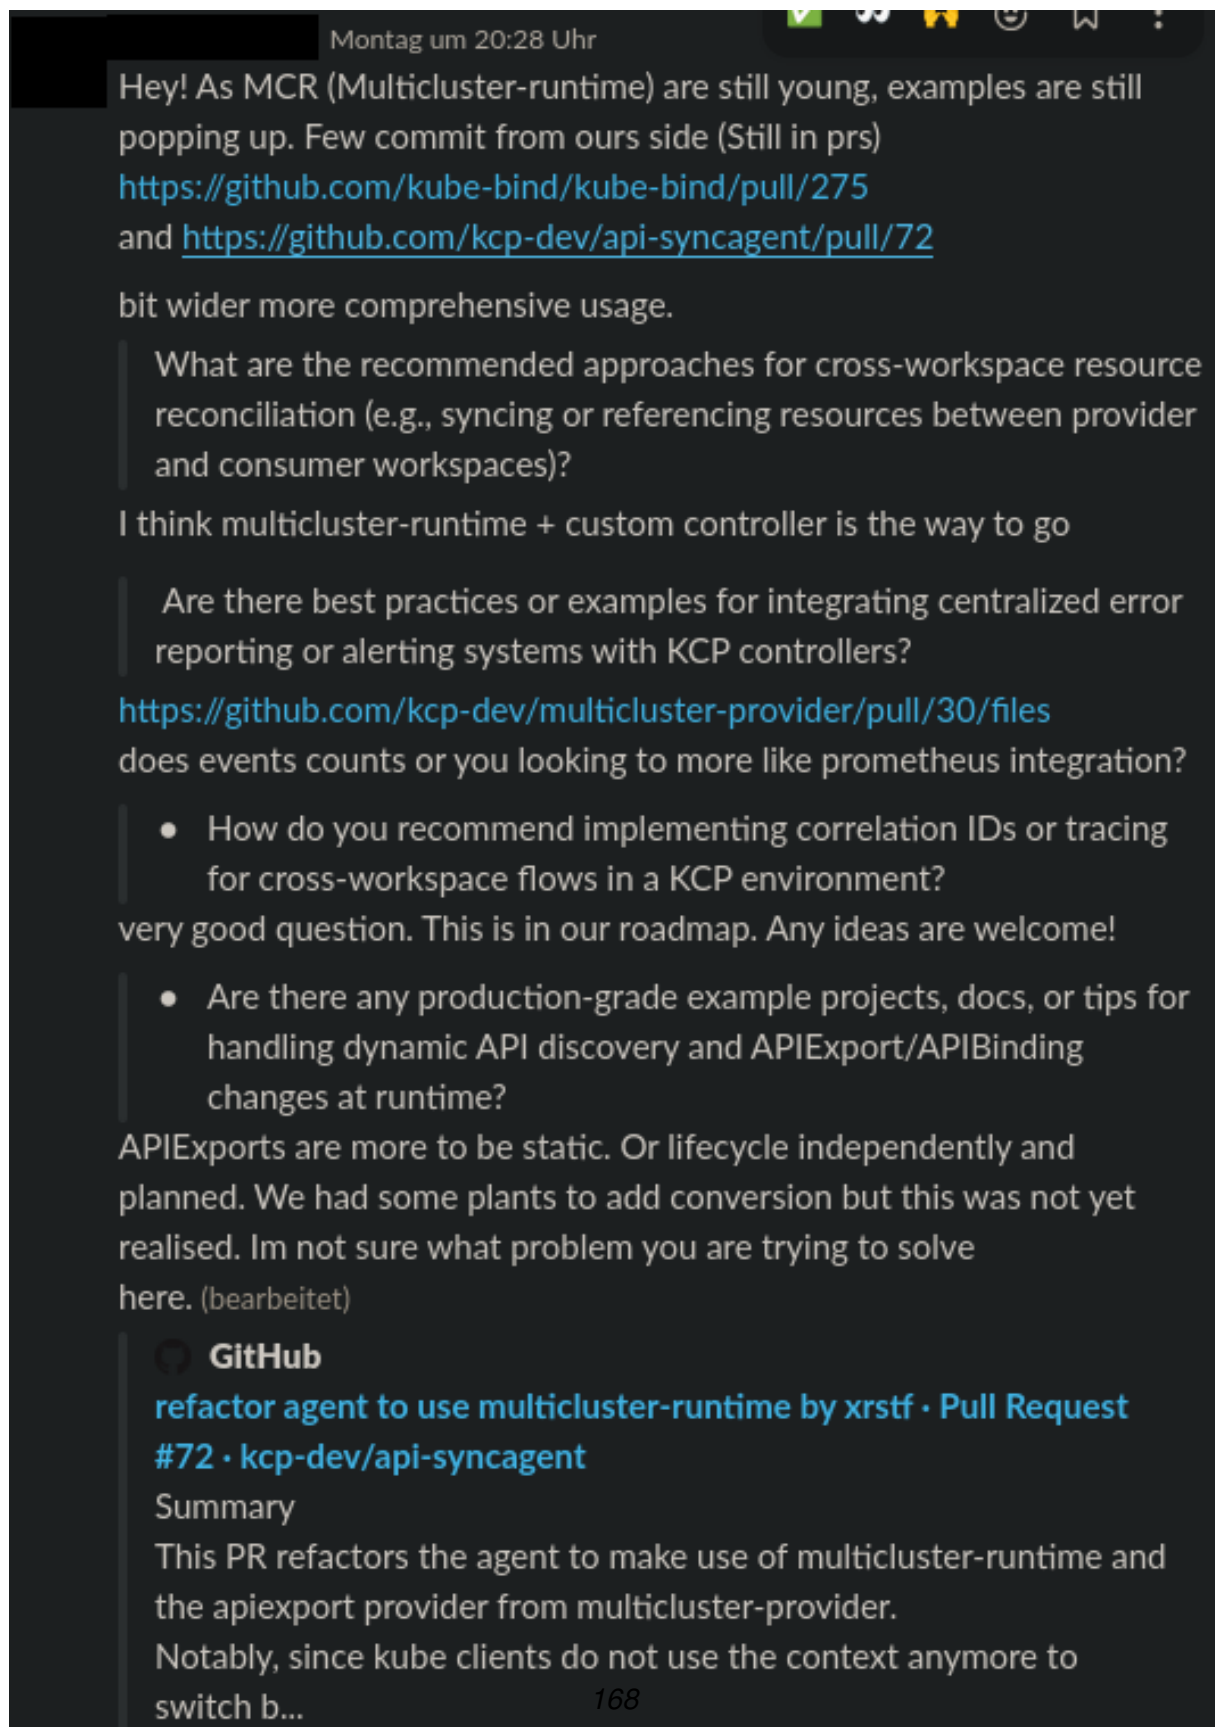 Montag um 20:28 Uhr
Hey! As MCR (Multicluster-runtime) are still young, examples are still
popping up. Few commit from ours side (Still in prs)
https://github.com/kube-bind/kube-bind/pull/275
and https://github.com/kcp-dev/api-syncagent/pull/72
bit wider more comprehensive usage.
What are the recommended approaches for cross-workspace resource
reconciliation (e.g., syncing or referencing resources between provider
and consumer workspaces)?
I think multicluster-runtime + custom controller is the way to go
Are there best practices or examples for integrating centralized error
reporting or alerting systems with KCP controllers?
https://github.com/kcp-dev/multicluster-provider/pull/30/files
does events counts or you looking to more like prometheus integration?
• How do you recommend implementing correlation IDs or tracing
for cross-workspace flows in a KCP environment?
very good question. This is in our roadmap. Any ideas are welcome!
• Are there any production-grade example projects, docs, or tips for
handling dynamic API discovery and APIExport/APIBinding
changes at runtime?
APIExports are more to be static. Or lifecycle independently and
planned. We had some plants to add conversion but this was not yet
realised. Im not sure what problem you are trying to solve
here. (bearbeitet)
GitHub
refactor agent to use multicluster-runtime by xrstf · Pull Request
#72 · kcp-dev/api-syncagent
Summary
This PR refactors the agent to make use of multicluster-runtime and
the apiexport provider from multicluster-provider.
Notably, since kube clients do not use the context anymore to
switch b...
168